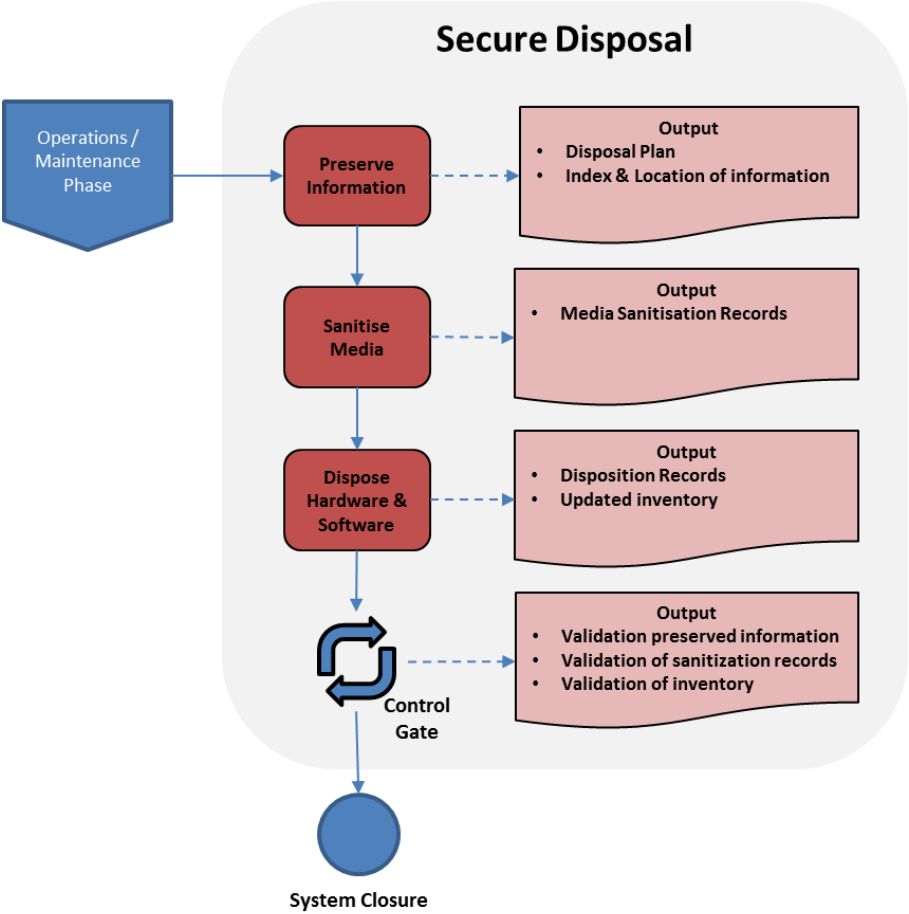 Secure Disposal
Operations /
Maintenance
Phase
Preserve
Information
Output
• Disposal Plan
• Index & Location of information
Sanitise
Media
Output
• Media Sanitisation Records
Dispose
Hardware &
Software
Output
• Disposition Records
• Updated inventory
Control
Gate
Output
• Validation preserved information
• Validation of sanitization records
• Validation of inventory
System Closure